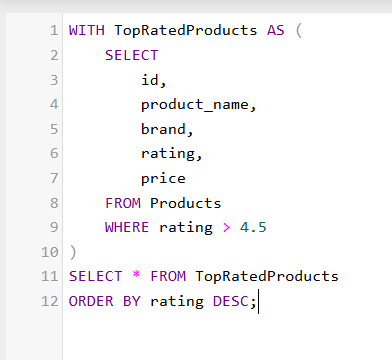 1 WITH TopRatedProducts AS (
2     SELECT
3         id,
4         product_name,
5         brand,
6         rating,
7         price
8     FROM Products
9     WHERE rating > 4.5
10 )
11 SELECT * FROM TopRatedProducts
12 ORDER BY rating DESC;